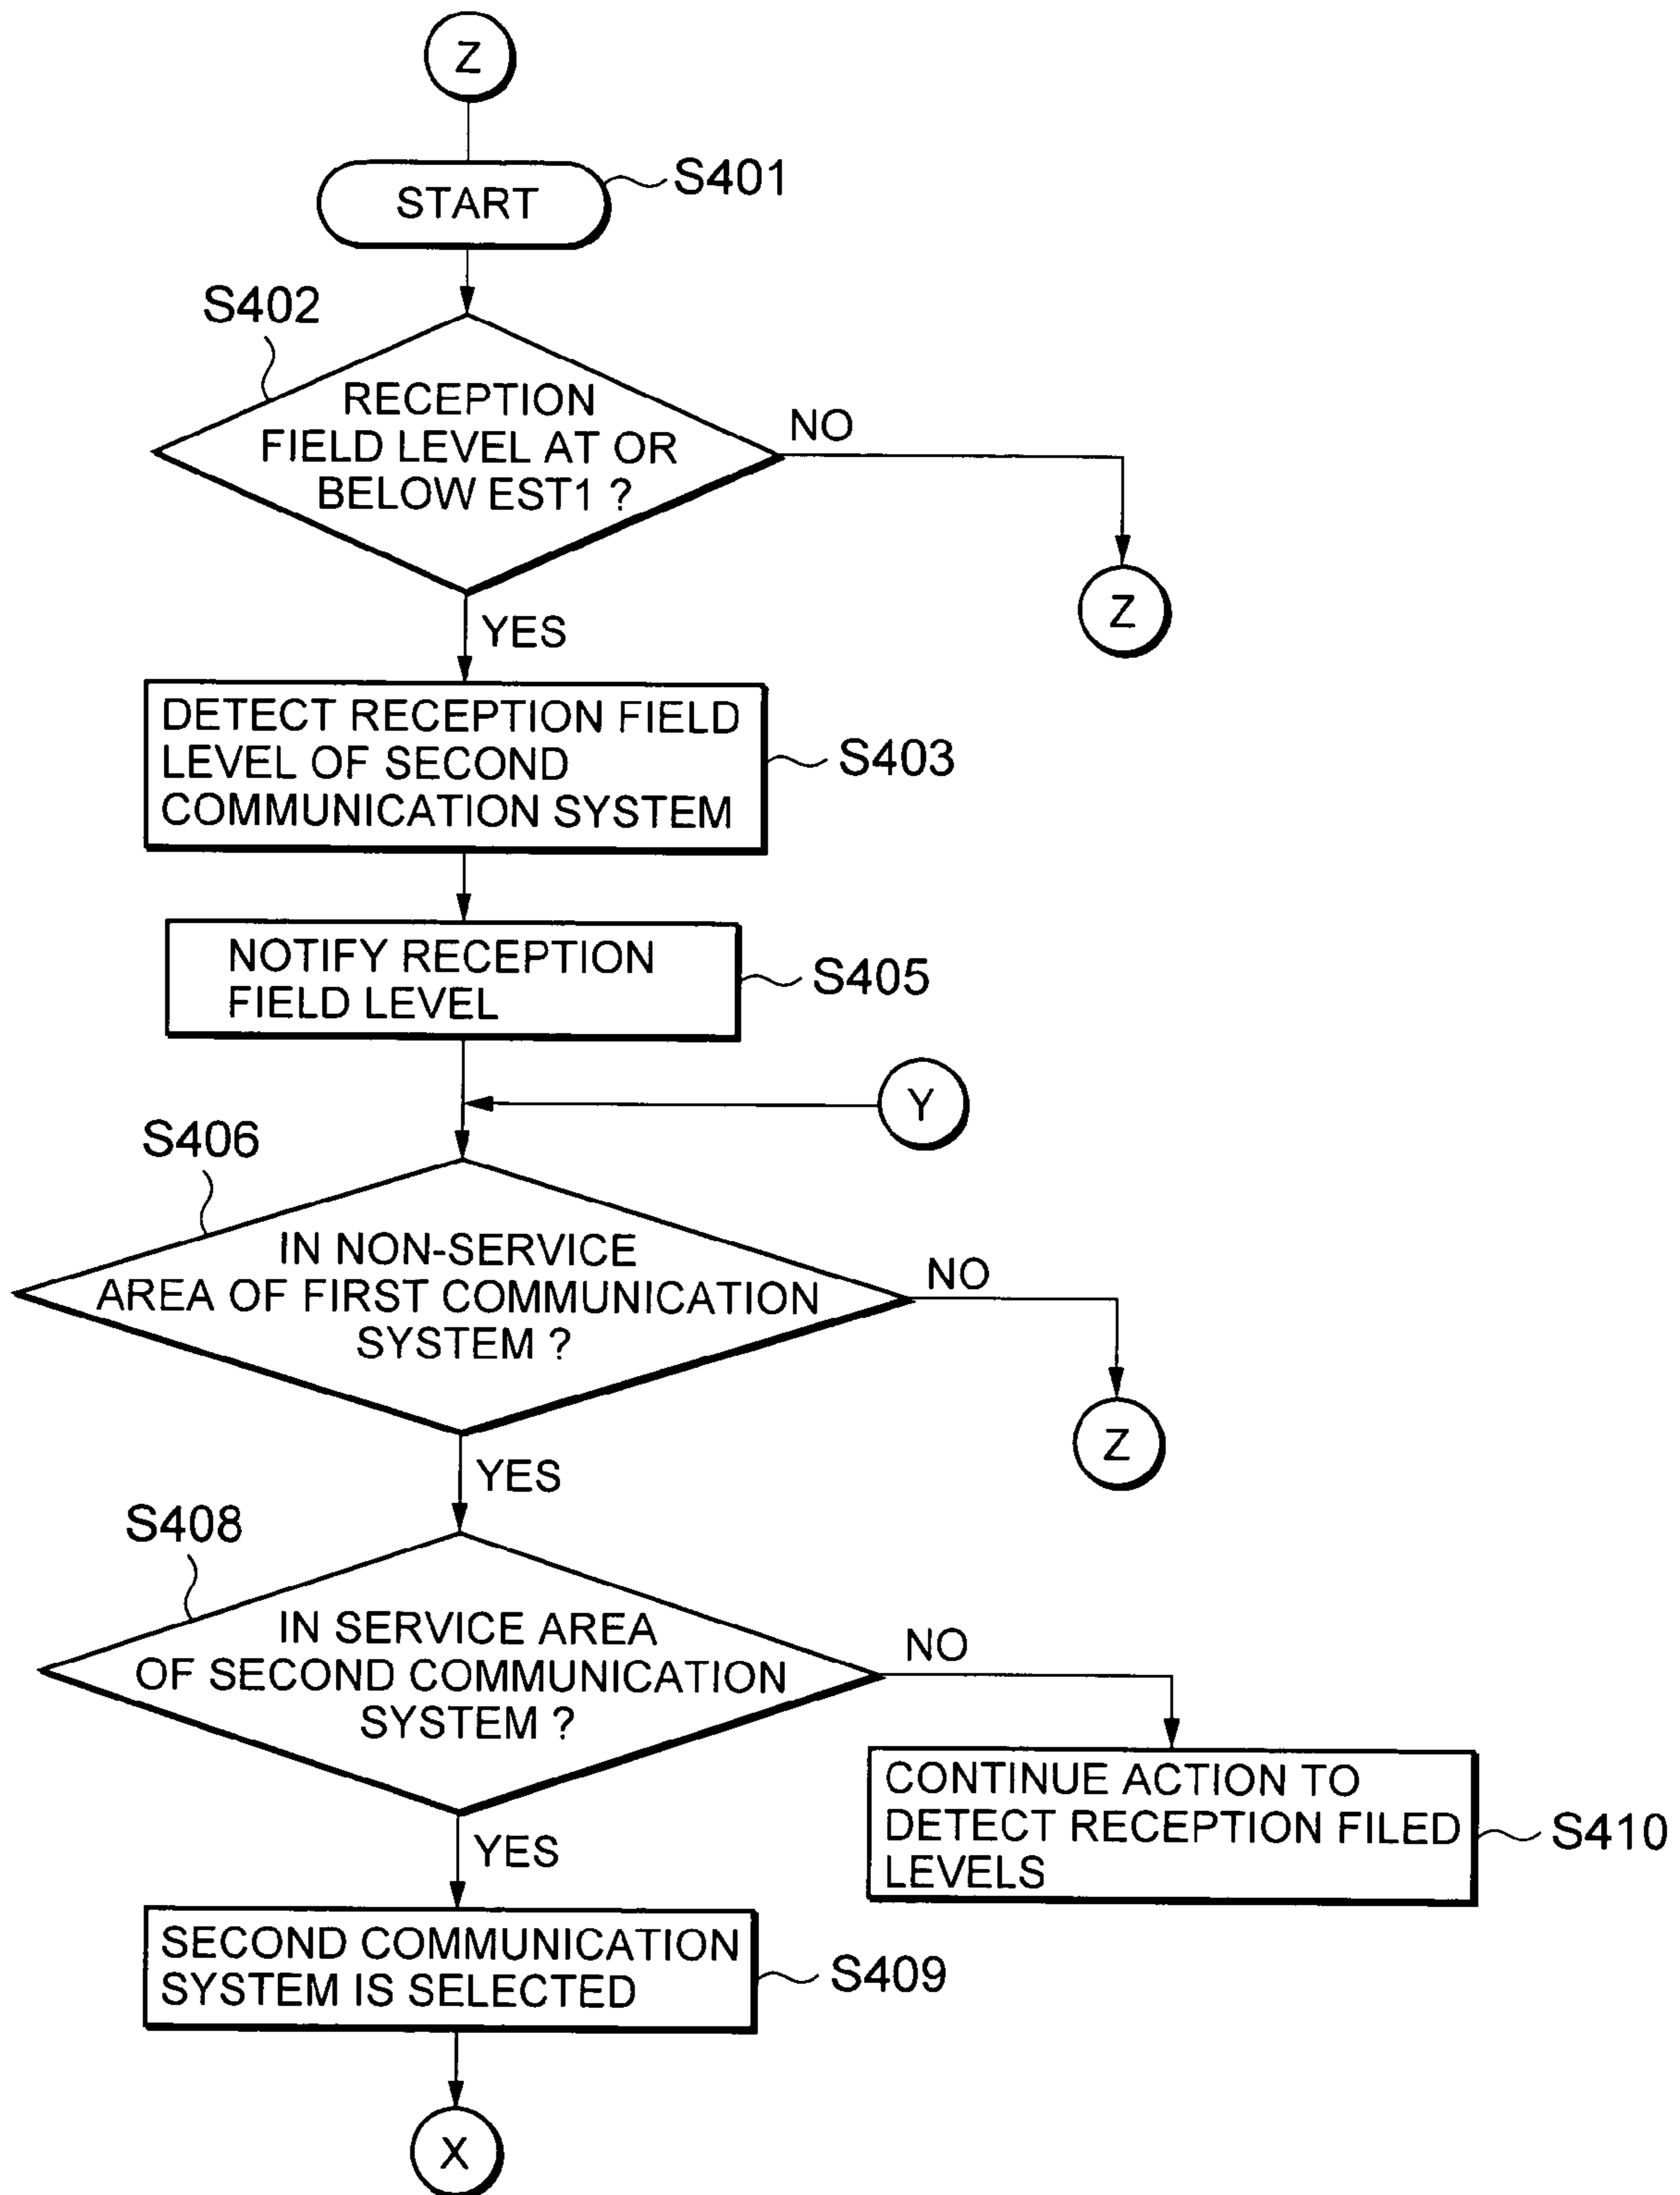 Z
START
S401
S402
RECEPTION
FIELD LEVEL AT OR
BELOW EST1 ?
NO
Z
YES
DETECT RECEPTION FIELD
LEVEL OF SECOND
COMMUNICATION SYSTEM
S403
NOTIFY RECEPTION
FIELD LEVEL
S405
Y
S406
IN NON-SERVICE
AREA OF FIRST COMMUNICATION
SYSTEM ?
NO
Z
YES
S408
IN SERVICE AREA
OF SECOND COMMUNICATION
SYSTEM ?
NO
CONTINUE ACTION TO
DETECT RECEPTION FILED
LEVELS
S410
YES
SECOND COMMUNICATION
SYSTEM IS SELECTED
S409
X